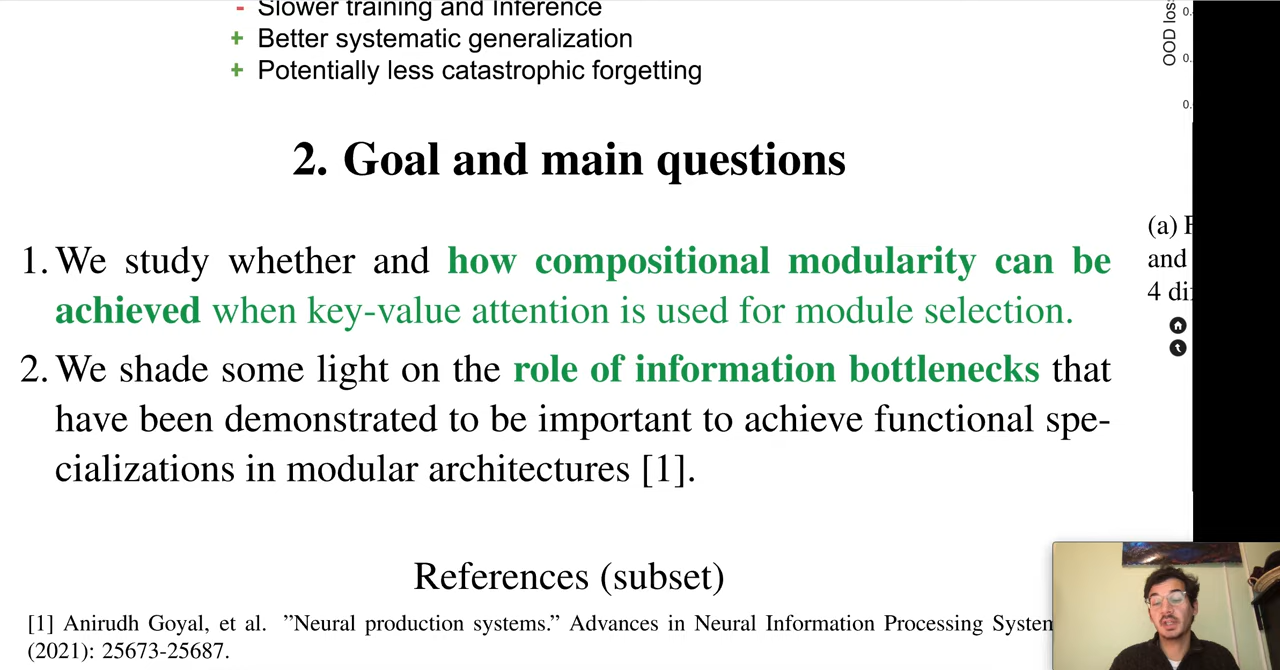 - Slower training and Inference
+ Better systematic generalization
+ Potentially less catastrophic forgetting
2. Goal and main questions
1. We study whether and how compositional modularity can be
achieved when key-value attention is used for module selection.
2. We shade some light on the role of information bottlenecks that
have been demonstrated to be important to achieve functional spe-
cializations in modular architectures [1].
References (subset)
[1] Anirudh Goyal, et al. ”Neural production systems.” Advances in Neural Information Processing
(2021): 25673-25687.
OOD
0.
0.
0.
(a)
and
4